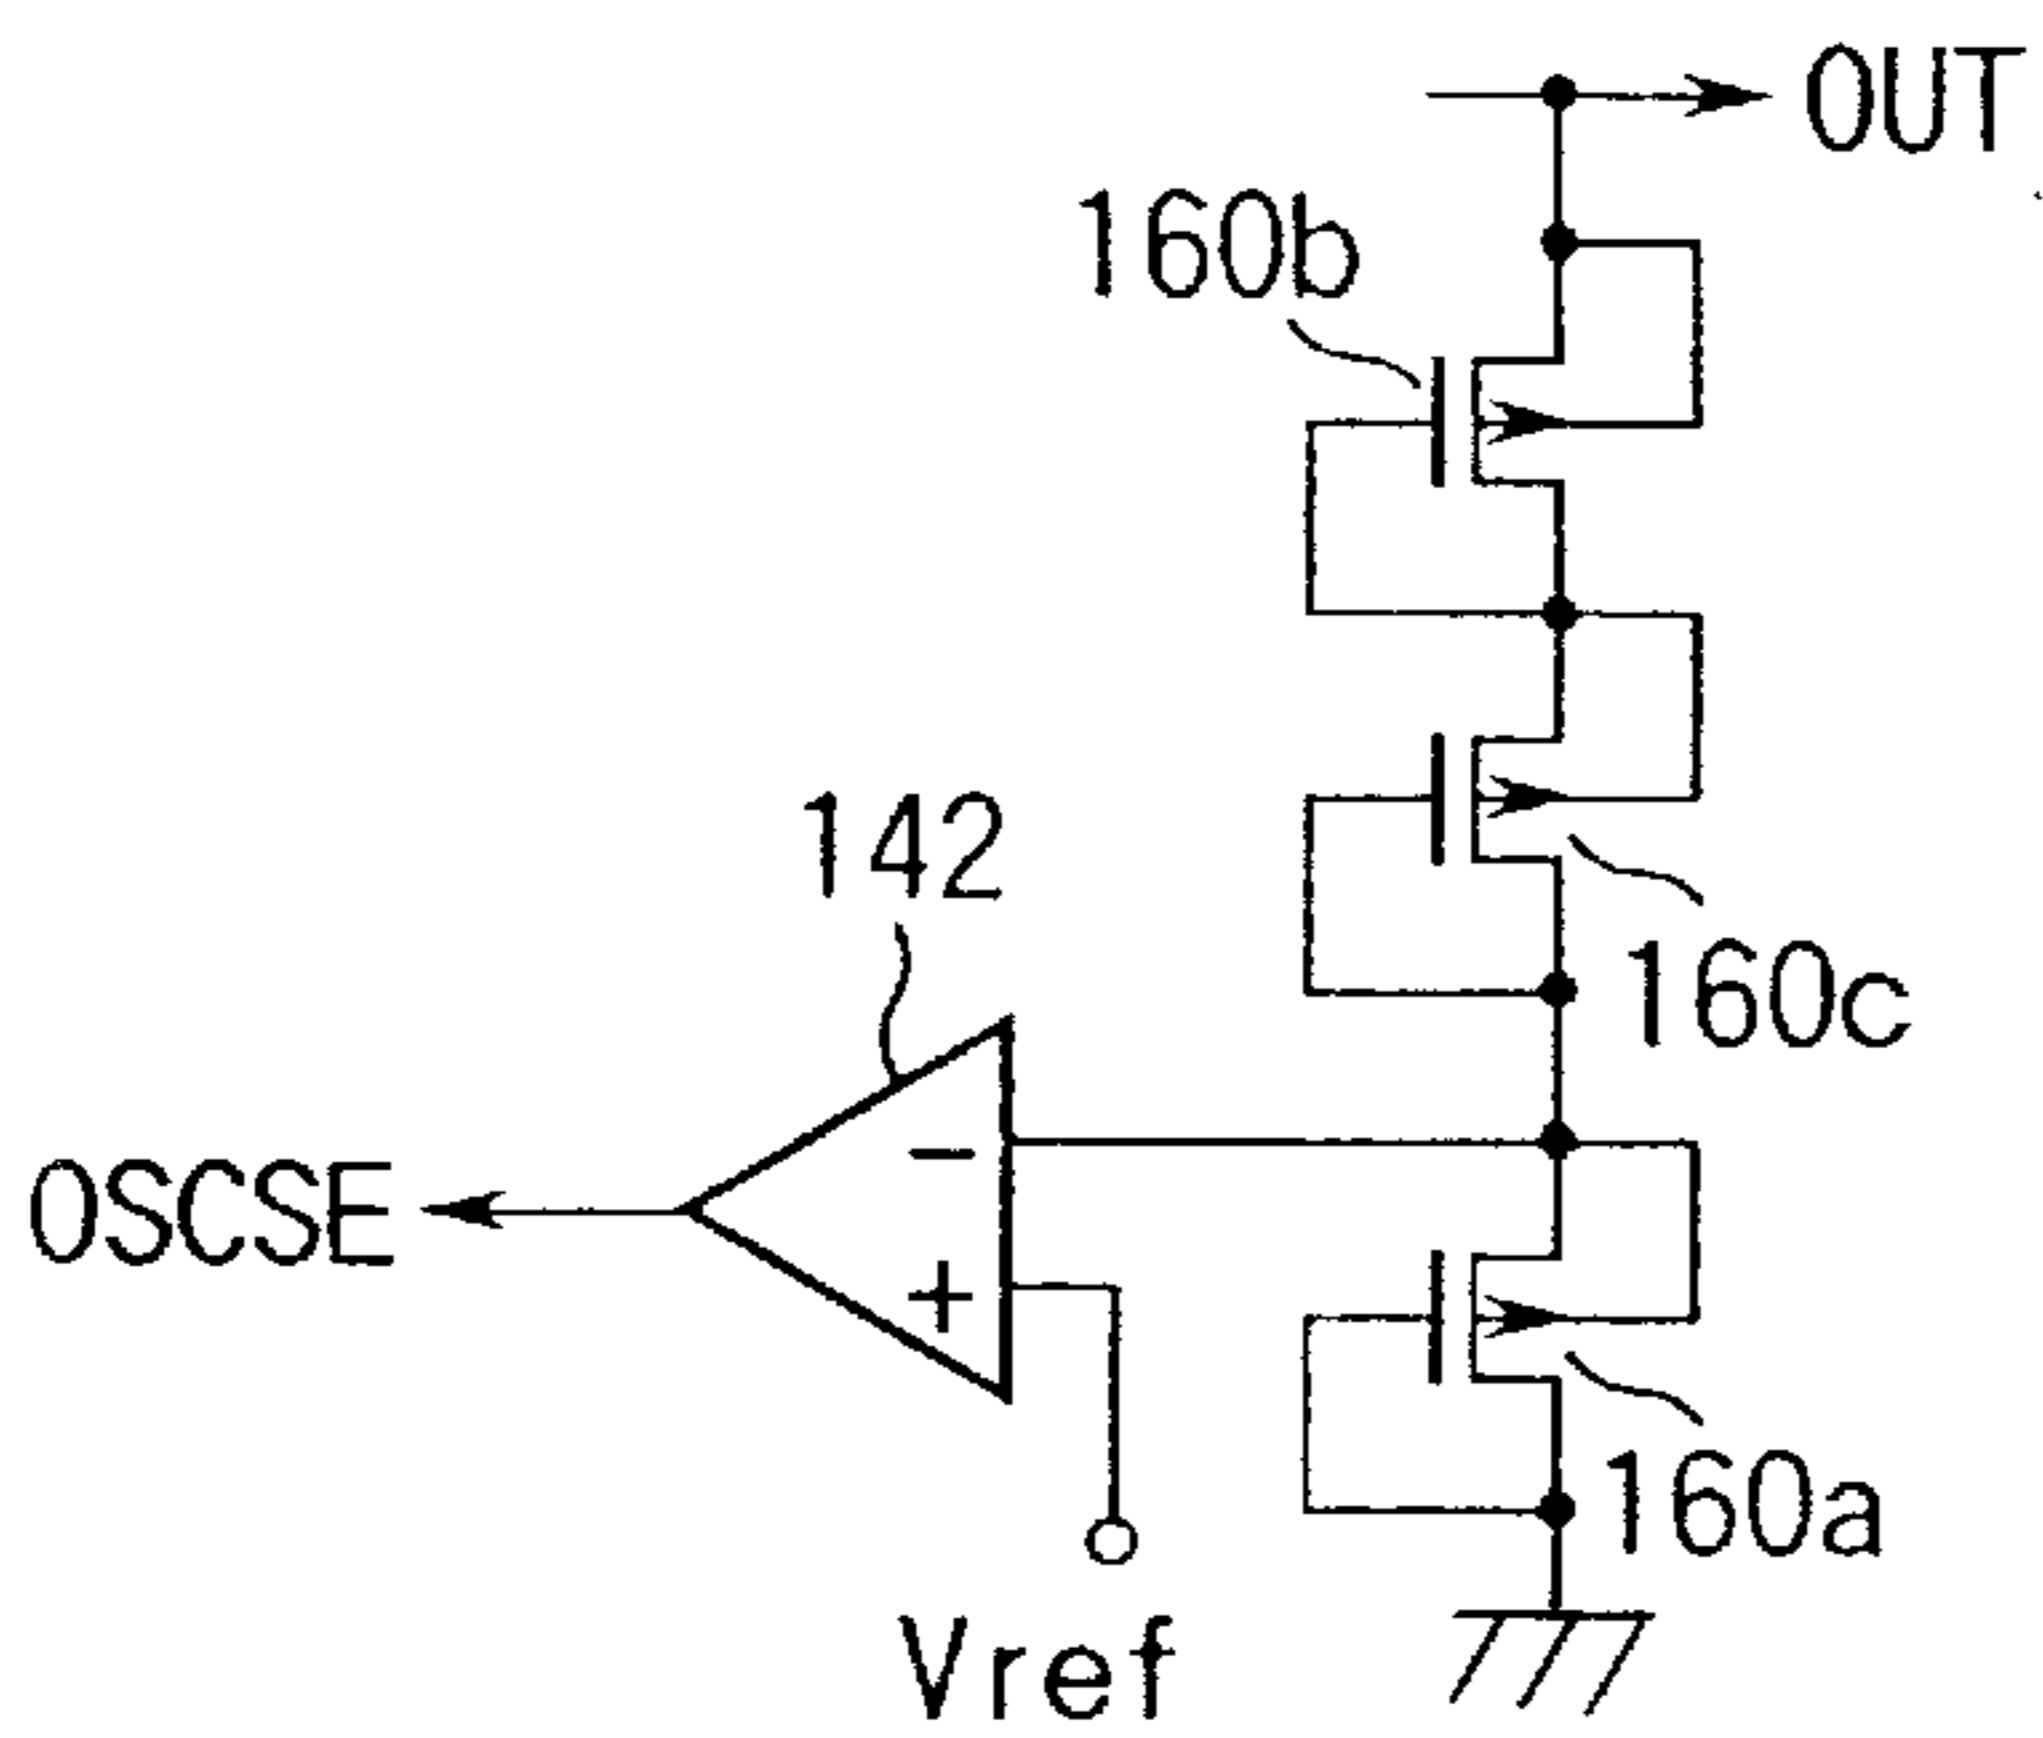 OUT
160b
142
160c
−
OSCSE
+
160a
Vref